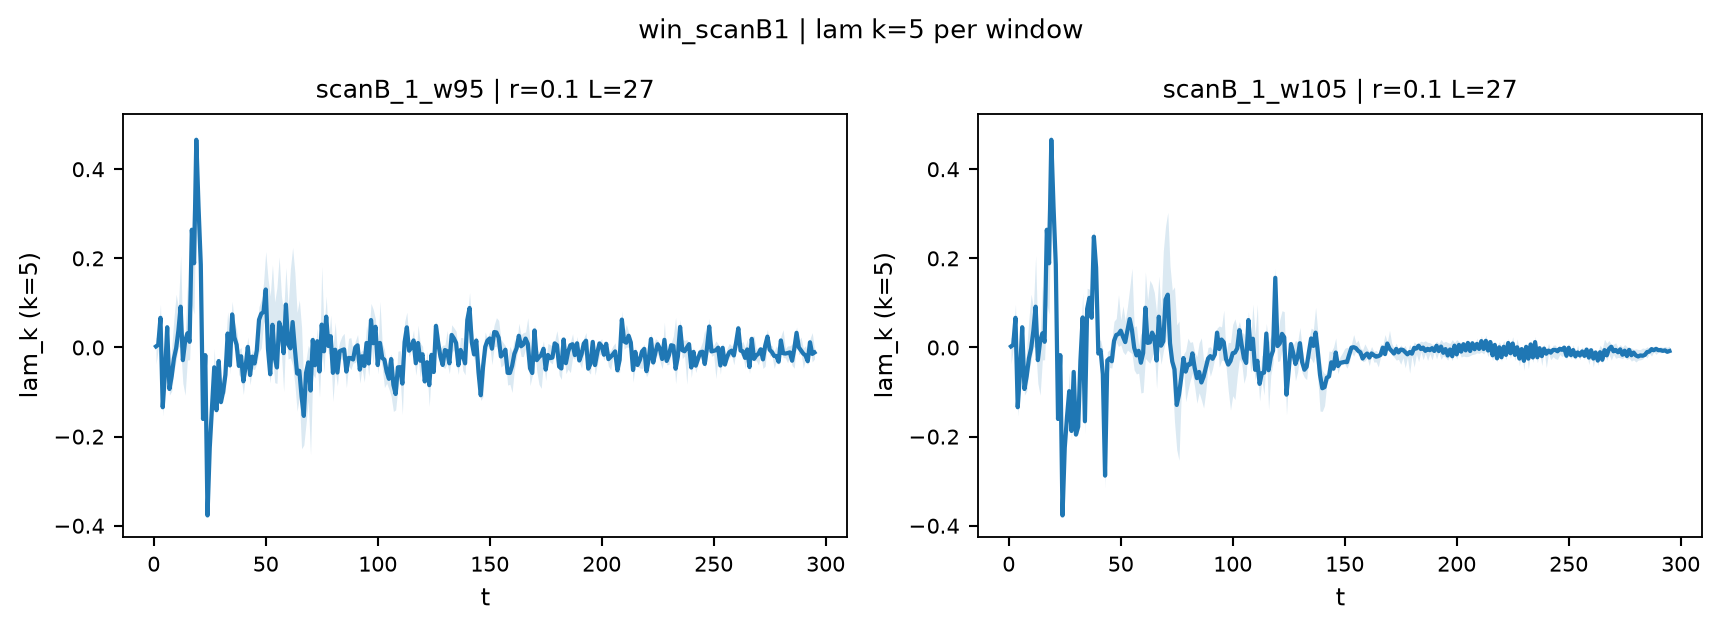 win_scanB1 | lam k=5 per window
scanB_1_w95 | r=0.1 L=27
lam_k (k=5)
0.4
0.2
0.0
−0.2
−0.4
0 50 100 150 200 250 300
t
scanB_1_w105 | r=0.1 L=27
lam_k (k=5)
0.4
0.2
0.0
−0.2
−0.4
0 50 100 150 200 250 300
t